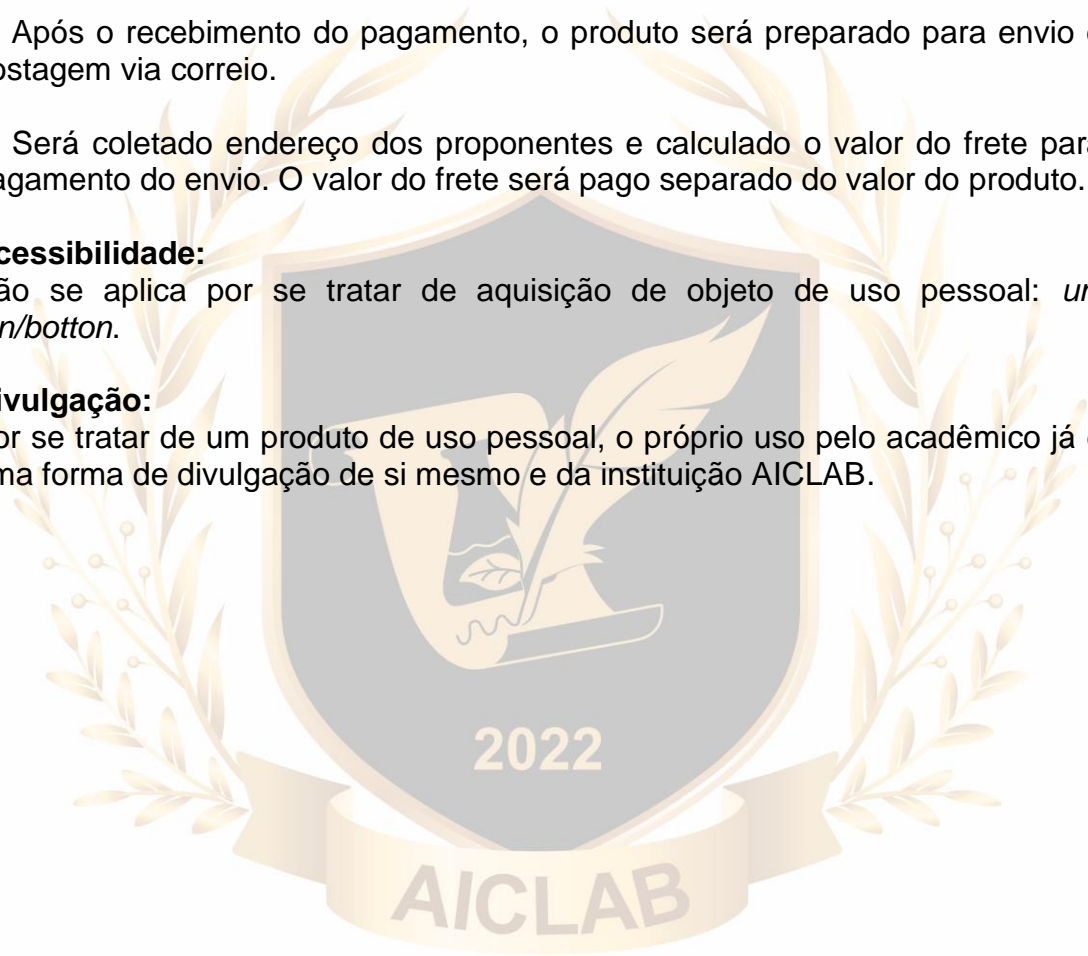 Após o recebimento do pagamento, o produto será preparado para envio
ostagem via correio.
Será coletado endereço dos proponentes e calculado o valor do frete para
agamento do envio. O valor do frete será pago separado do valor do produto.
cessibilidade:
ão se aplica por se tratar de aquisição de objeto de uso pessoal: um
n/botton.
ivulgação:
or se tratar de um produto de uso pessoal, o próprio uso pelo acadêmico já é
ma forma de divulgação de si mesmo e da instituição AICLAB.
2022
AICLAB